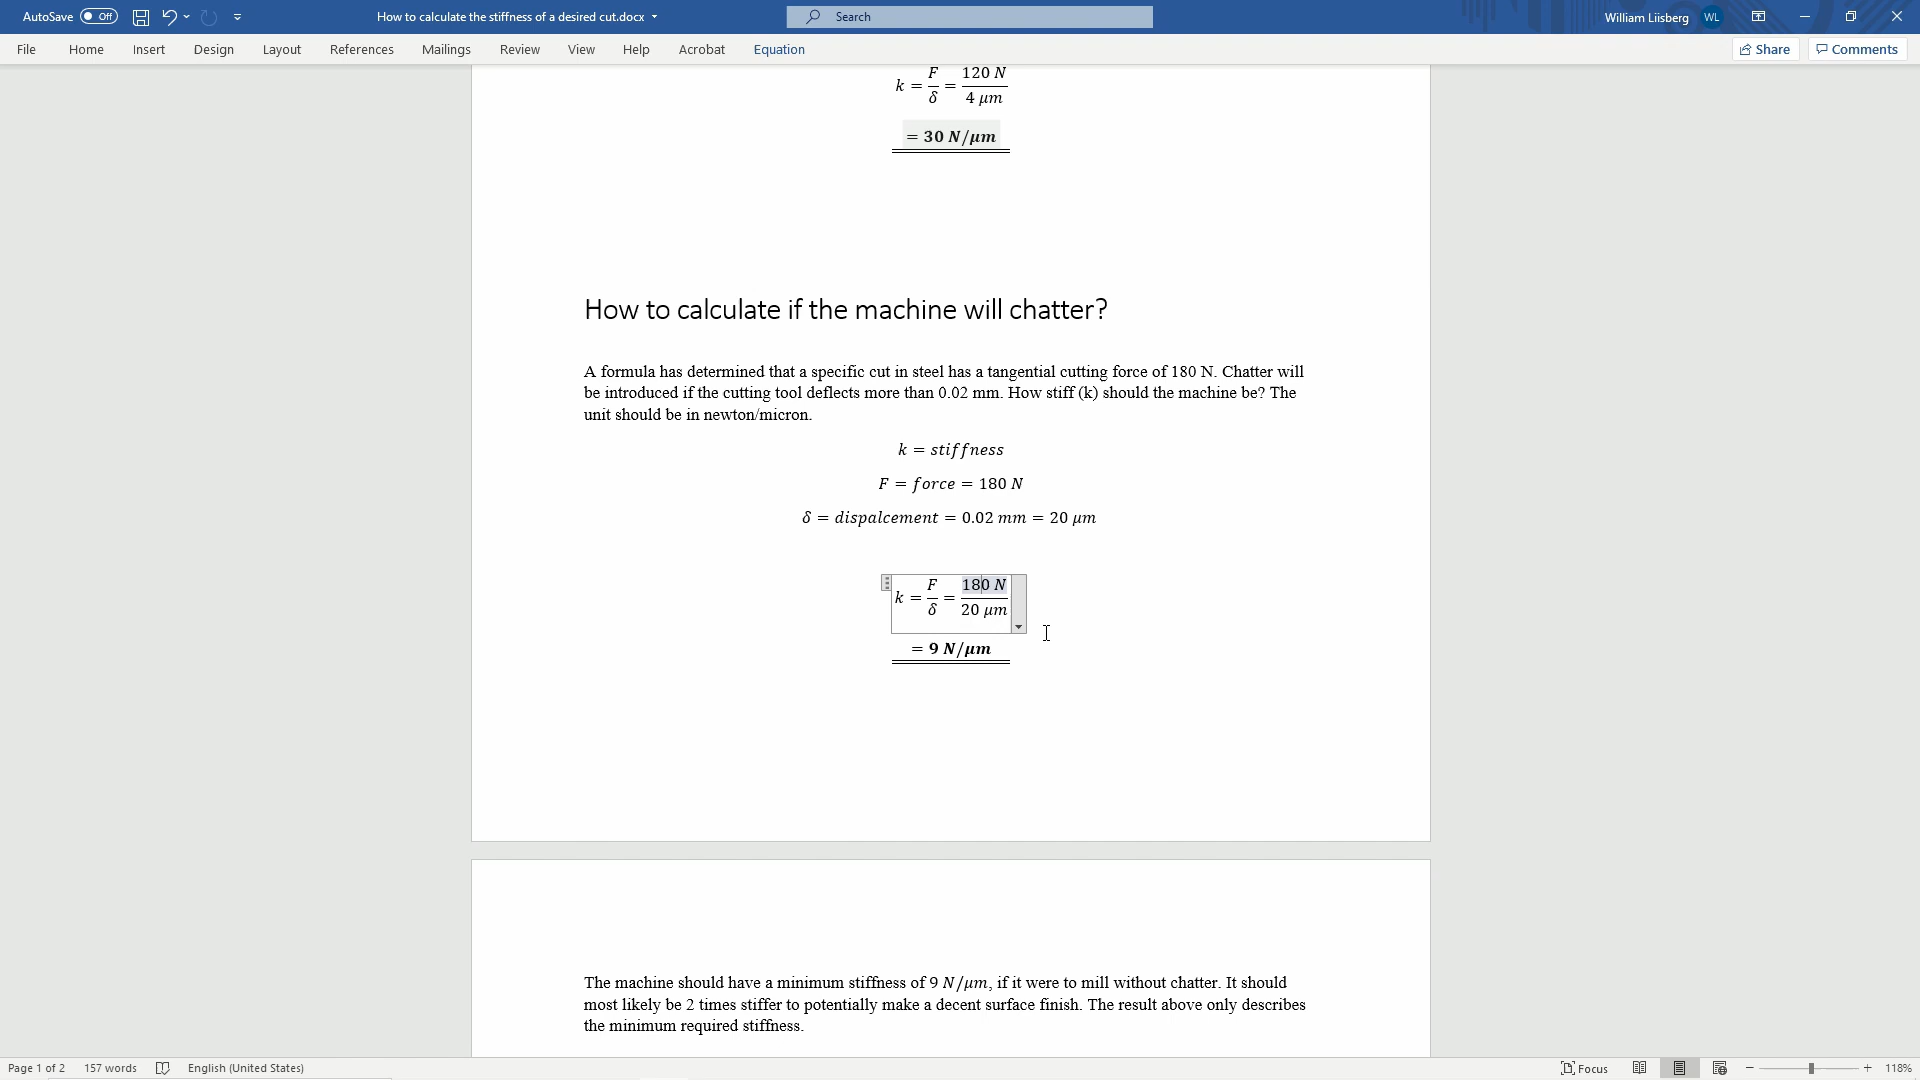 AutoSave Off How to calculate the stiffness of a desired cut.docx Search William Liisberg WL
File Home Insert Design Layout References Mailings Review View Help Acrobat Equation Share Comments
k = F/δ = 120 N/4 μm
= 30 N/μm
How to calculate if the machine will chatter?
A formula has determined that a specific cut in steel has a tangential cutting force of 180 N. Chatter will
be introduced if the cutting tool deflects more than 0.02 mm. How stiff (k) should the machine be? The
unit should be in newton/micron.
k = stiffness
F = force = 180 N
δ = dispalcement = 0.02 mm = 20 μm
k = F/δ = 180 N/20 μm
= 9 N/μm
The machine should have a minimum stiffness of 9 N/μm, if it were to mill without chatter. It should
most likely be 2 times stiffer to potentially make a decent surface finish. The result above only describes
the minimum required stiffness.
Page 1 of 2 157 words English (United States) Focus 118%